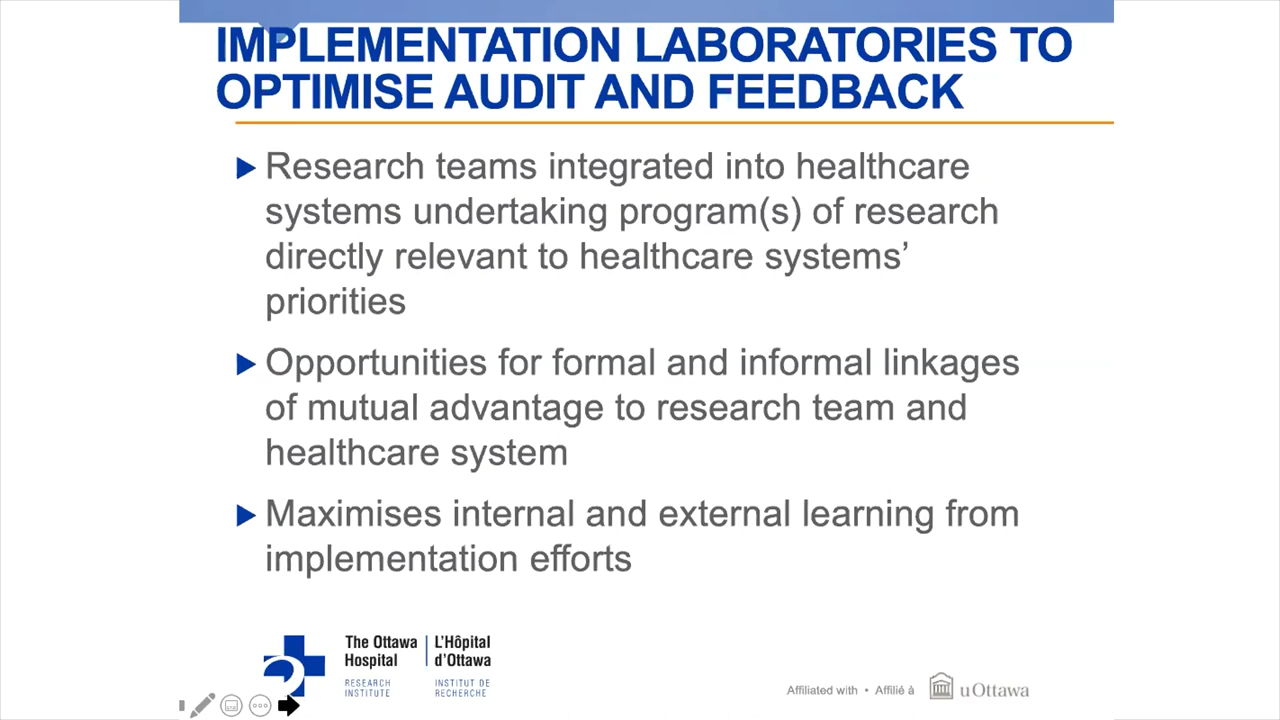 IMPLEMENTATION LABORATORIES TO
OPTIMISE AUDIT AND FEEDBACK
Research teams integrated into healthcare
systems undertaking program(s) of research
directly relevant to healthcare systems’
priorities
Opportunities for formal and informal linkages
of mutual advantage to research team and
healthcare system
Maximises internal and external learning from
implementation efforts
The Ottawa
Hospital
RESEARCH
INSTITUTE
L’Hôpital
d’Ottawa
INSTITUT DE
RECHERCHE
Affiliated with • Affilié à
uOttawa